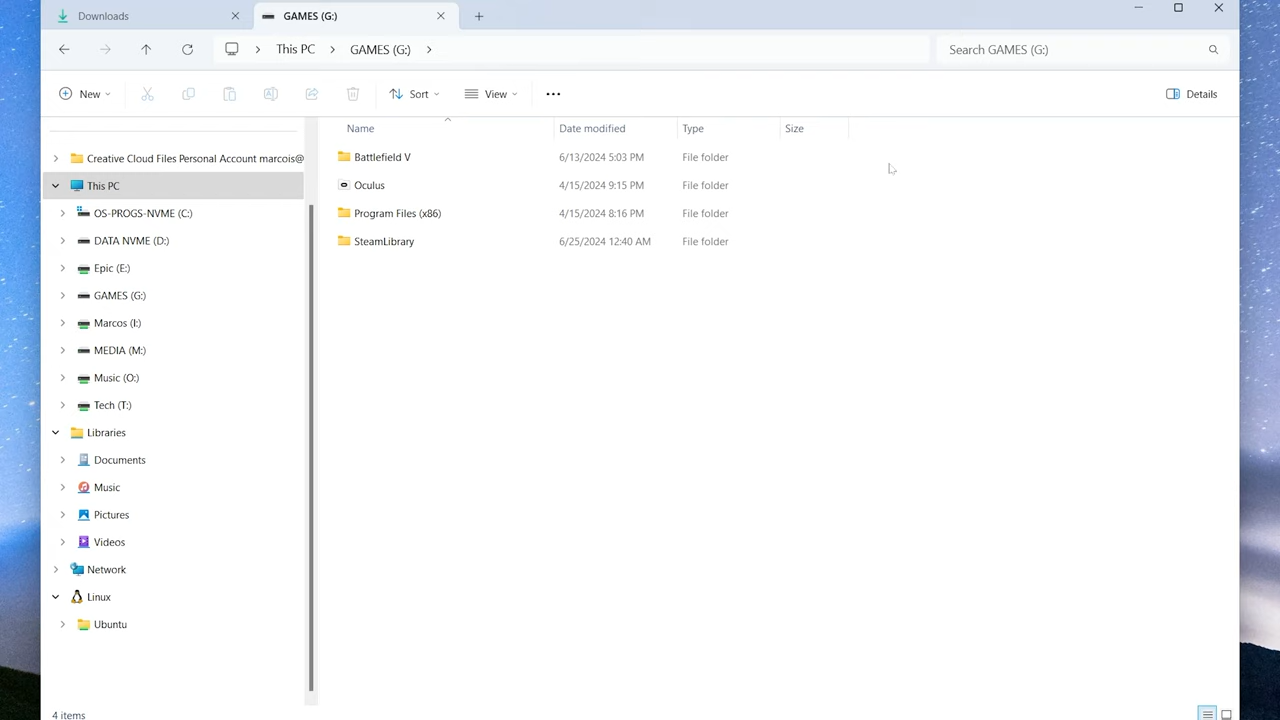 Downloads
GAMES (G:)
This PC
GAMES (G:)
Search GAMES (G:)
New
Sort
View
Details
Name
Date modified
Type
Size
Battlefield V
6/13/2024 5:03 PM
File folder
Oculus
4/15/2024 9:15 PM
File folder
Program Files (x86)
4/15/2024 8:16 PM
File folder
SteamLibrary
6/25/2024 12:40 AM
File folder
Creative Cloud Files Personal Account marcois@
This PC
OS-PROGS-NVME (C:)
DATA NVME (D:)
Epic (E:)
GAMES (G:)
Marcos (I:)
MEDIA (M:)
Music (O:)
Tech (T:)
Libraries
Documents
Music
Pictures
Videos
Network
Linux
Ubuntu
4 items